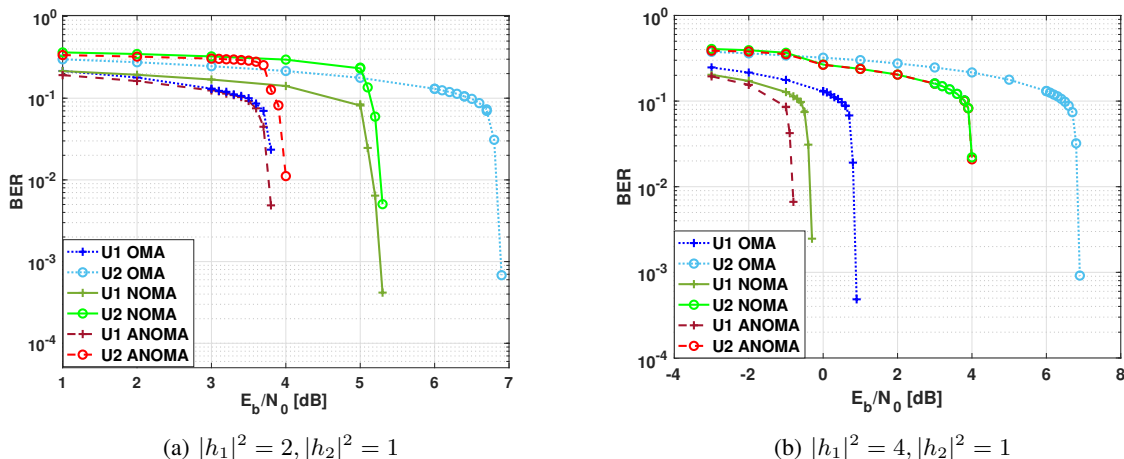 10^0
10^-1
10^-2
10^-3
10^-4
BER
1 2 3 4 5 6 7 8
E_b/N_0 [dB]
U1 OMA
U2 OMA
U1 NOMA
U2 NOMA
U1 ANOMA
U2 ANOMA
(a) |h_1|^2 = 2, |h_2|^2 = 1
10^0
10^-1
10^-2
10^-3
10^-4
BER
-4 -2 0 2 4 6 8
E_b/N_0 [dB]
U1 OMA
U2 OMA
U1 NOMA
U2 NOMA
U1 ANOMA
U2 ANOMA
(b) |h_1|^2 = 4, |h_2|^2 = 1